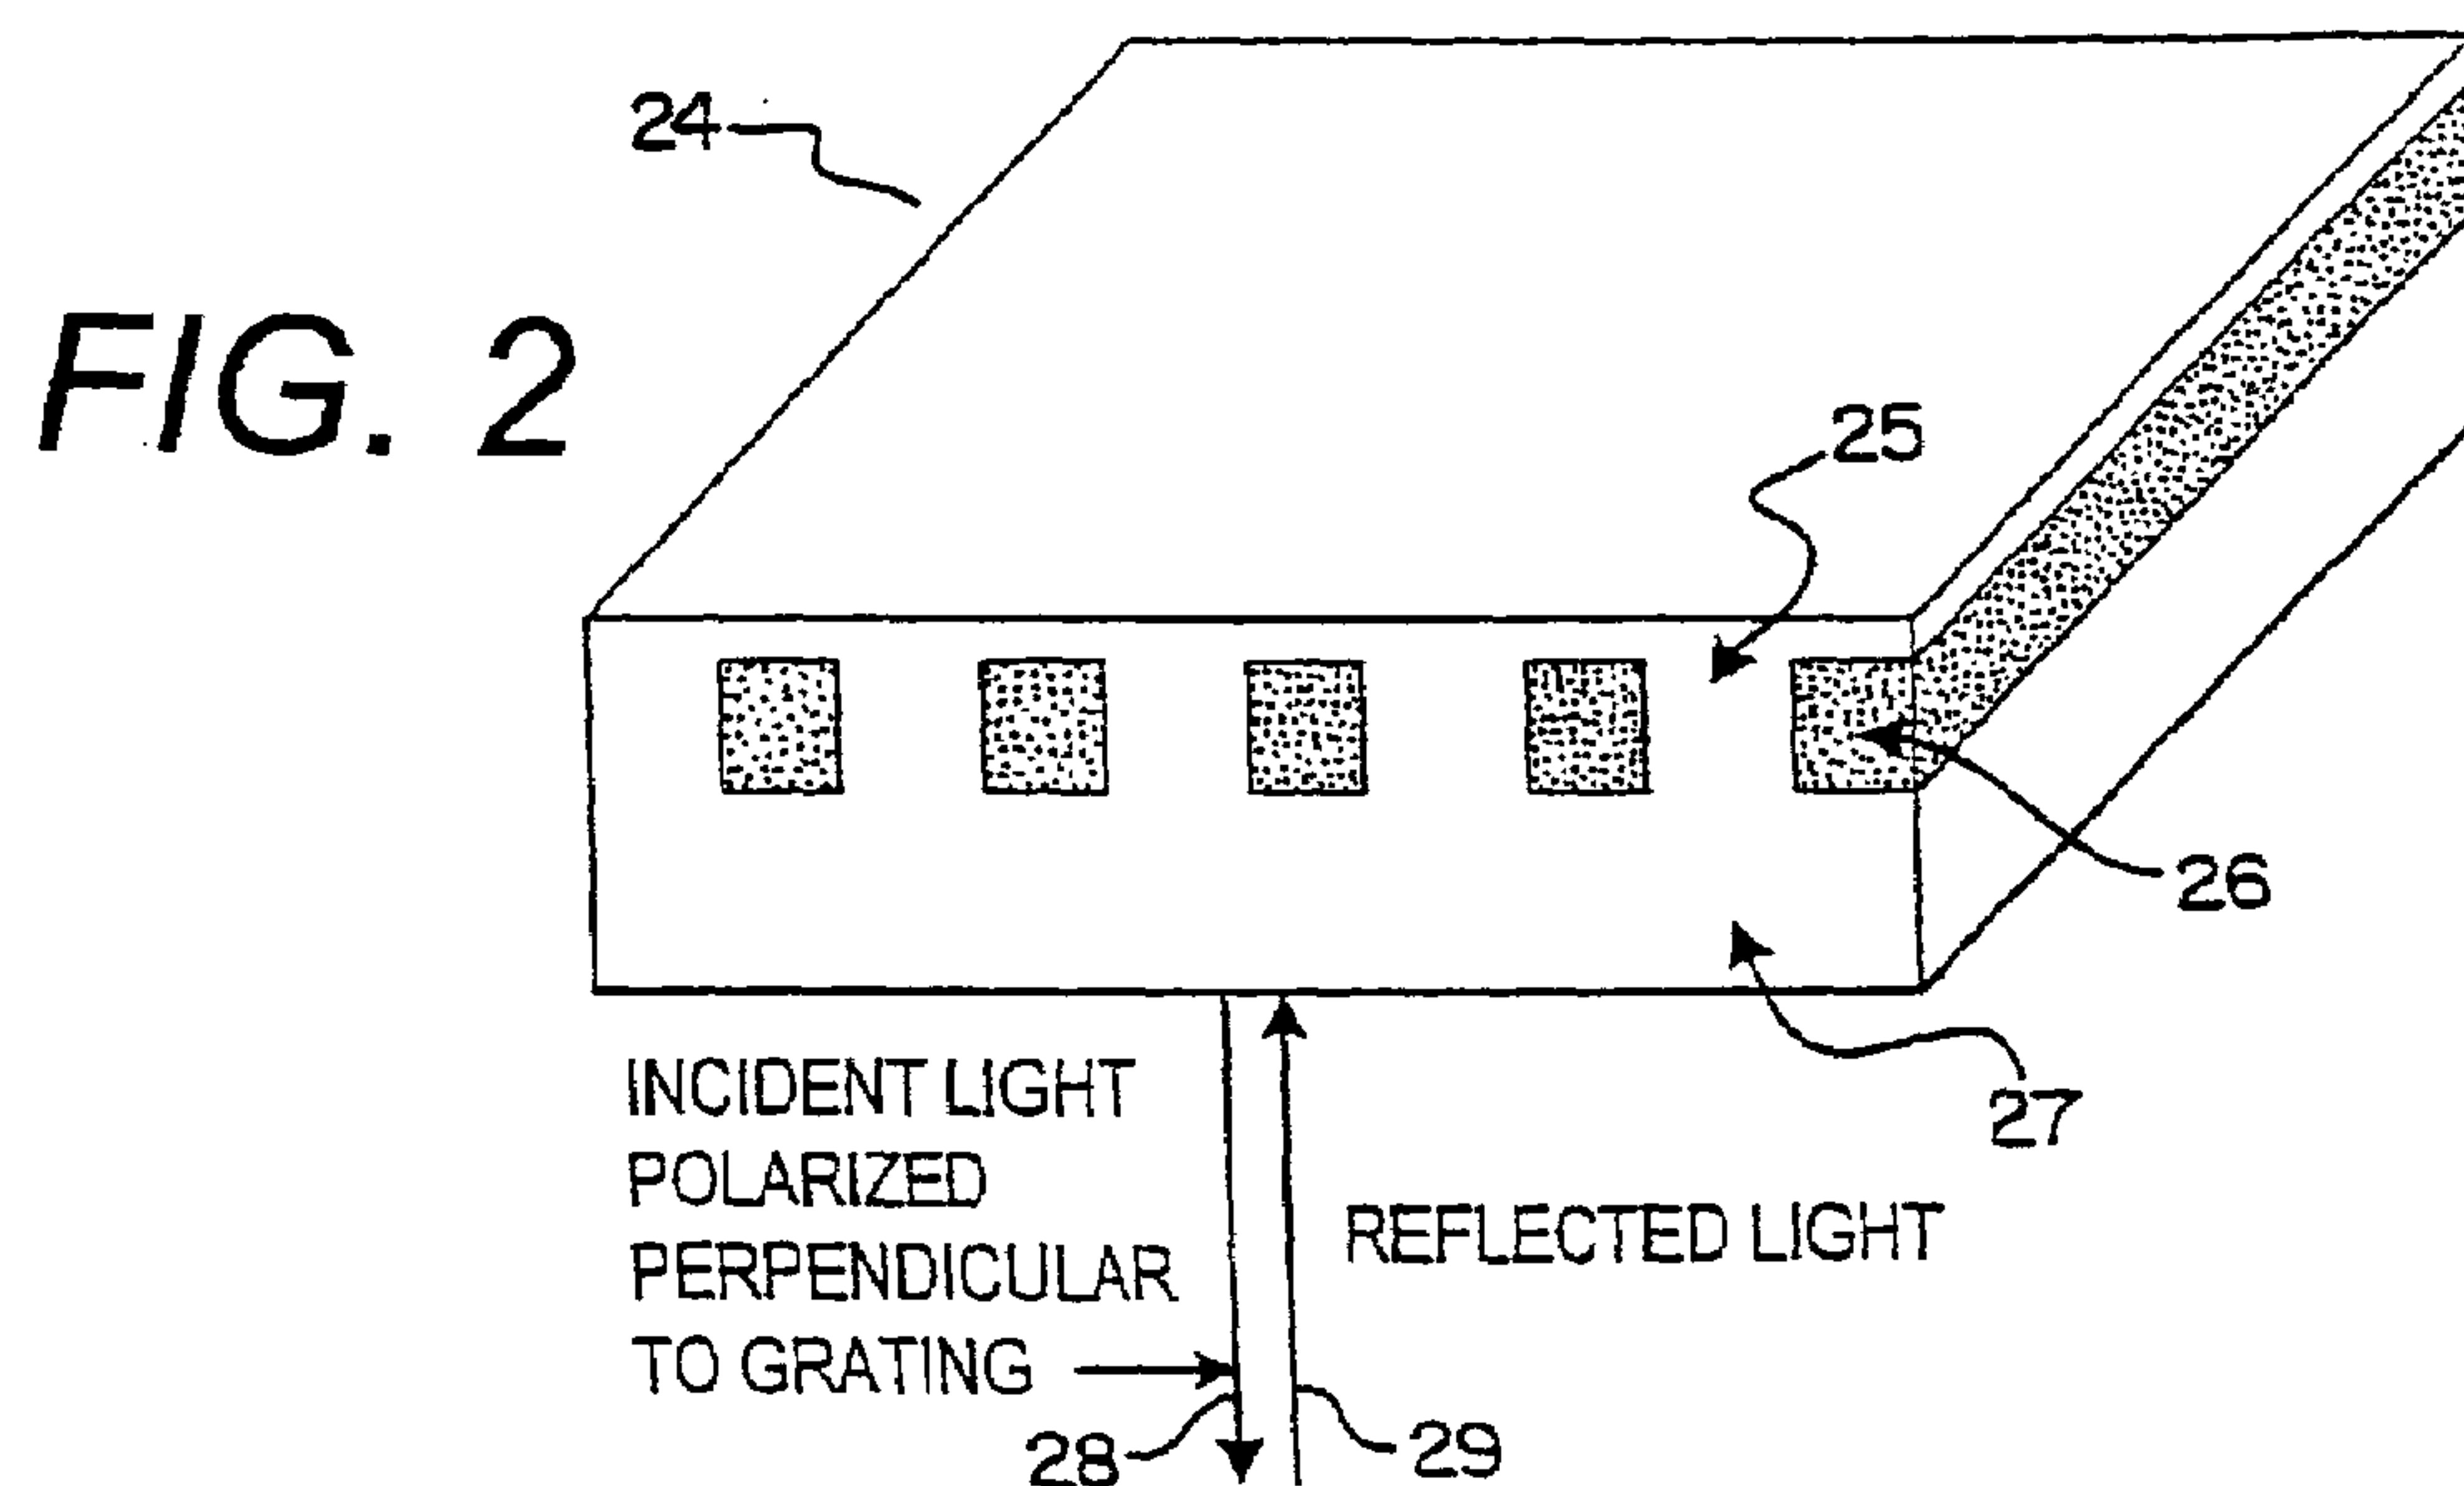 24
FIG. 2
25
26
27
INCIDENT LIGHT
POLARIZED
PERPENDICULAR
TO GRATING
REFLECTED LIGHT
28
29